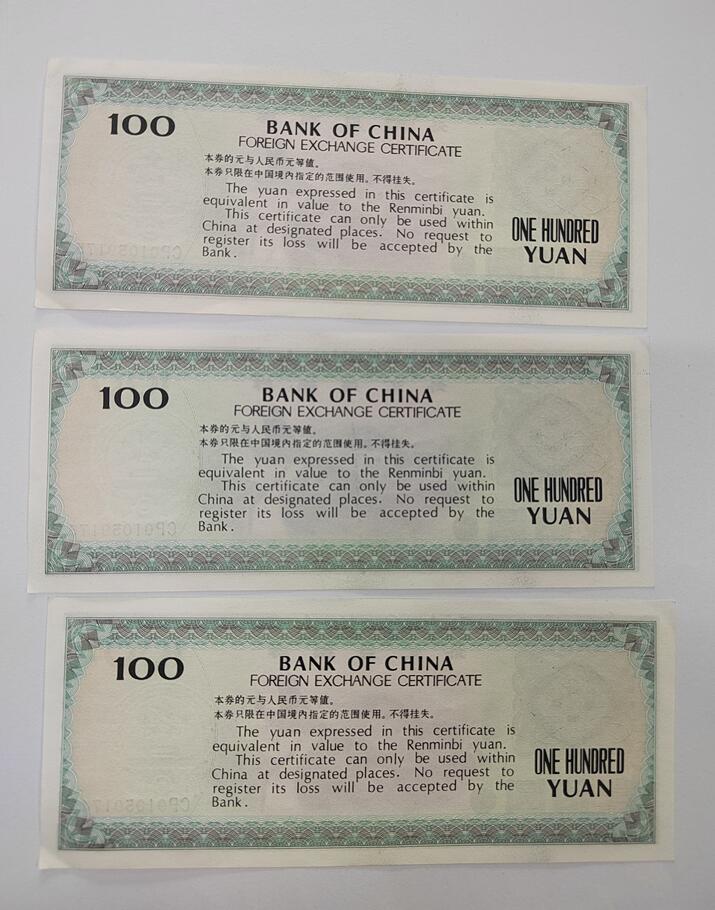 100
BANK OF CHINA
FOREIGN EXCHANGE CERTIFICATE
本券的元与人民币元等値。
本券只限在中国境内指定的范围使用。不得挂失。
The yuan expressed in this certificate is
equivalent in value to the Renminbi yuan.
This certificate can only be used within
China at designated places. No request to
register its loss will be accepted by the
Bank.
ONE HUNDRED
YUAN
100
BANK OF CHINA
FOREIGN EXCHANGE CERTIFICATE
本券的元与人民币元等値。
本券只限在中国境内指定的范围使用。不得挂失。
The yuan expressed in this certificate is
equivalent in value to the Renminbi yuan.
This certificate can only be used within
China at designated places. No request to
register its loss will be accepted by the
Bank.
ONE HUNDRED
YUAN
100
BANK OF CHINA
FOREIGN EXCHANGE CERTIFICATE
本券的元与人民币元等値。
本券只限在中国境内指定的范围使用。不得挂失。
The yuan expressed in this certificate is
equivalent in value to the Renminbi yuan.
This certificate can only be used within
China at designated places. No request to
register its loss will be accepted by the
Bank.
ONE HUNDRED
YUAN